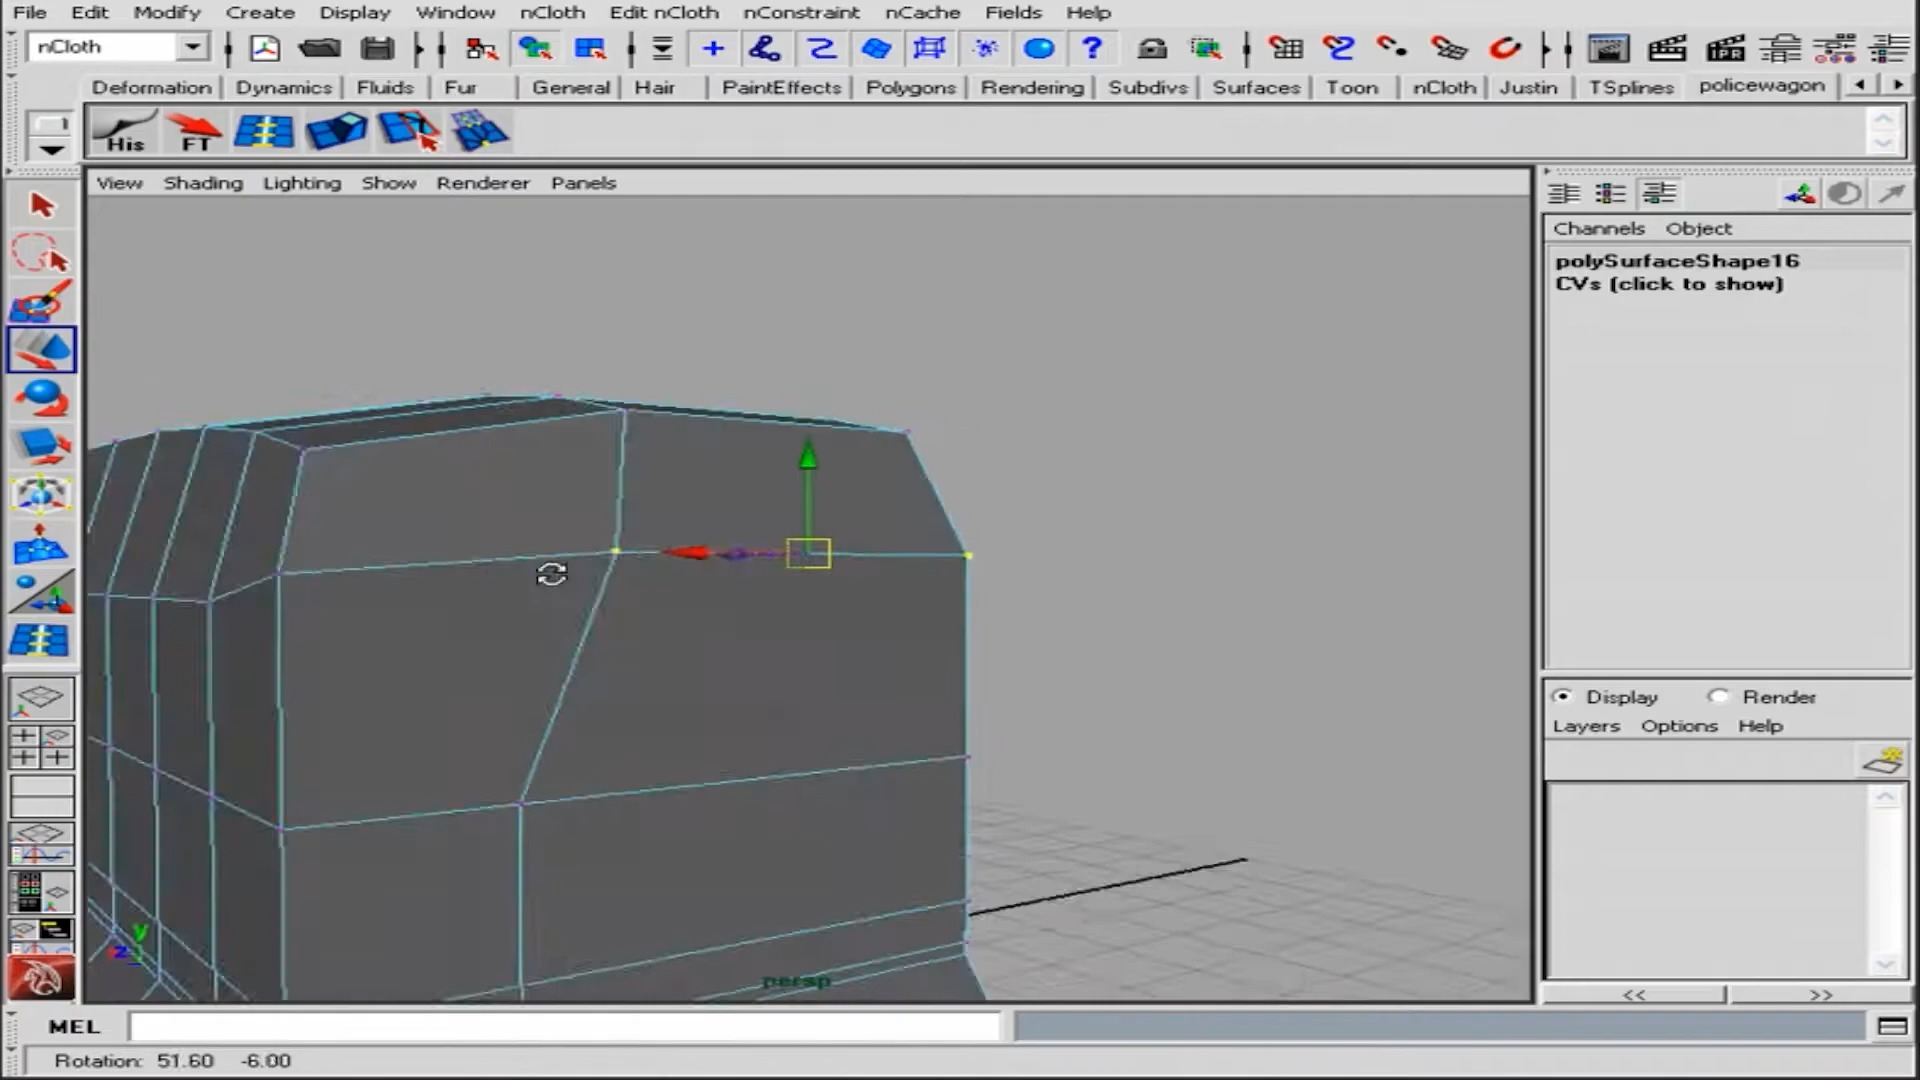 File Edit Modify Create Display Window nCloth Edit nCloth nConstraint nCache Fields Help
nCloth
Deformation Dynamics Fluids Fur General Hair PaintEffects Polygons Rendering Subdivs Surfaces Toon nCloth Justin TSplines policewagon
His FT
IPR
View Shading Lighting Show Renderer Panels
Channels Object
polySurfaceShape16
CVs (click to show)
Display Render
Layers Options Help
y
z
persp
<< >>
MEL
Rotation: 51.60 -6.00